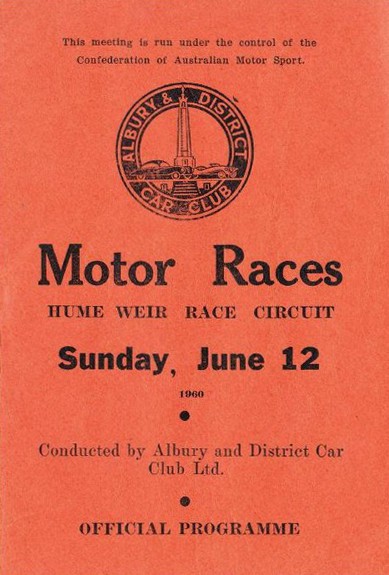 This meeting is run under the control of the
Confederation of Australian Motor Sport.
ALBURY & DISTRICT
CAR CLUB
Motor Races
HUME WEIR RACE CIRCUIT
Sunday, June 12
1960
Conducted by Albury and District Car
Club Ltd.
OFFICIAL PROGRAMME